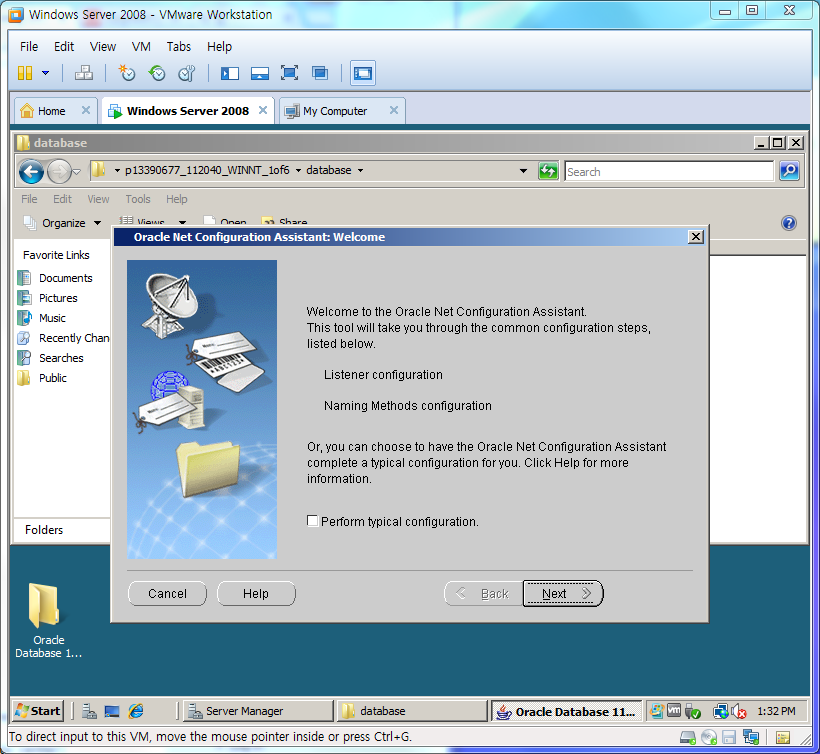 Windows Server 2008 - VMware Workstation
File Edit View VM Tabs Help
Home Windows Server 2008 My Computer
database
p13390677_112040_WINNT_1of6 database Search
File Edit View Tools Help
Organize Views Open Share
Favorite Links
Documents
Pictures
Music
Recently Chan
Searches
Public
Folders
Oracle Net Configuration Assistant: Welcome
Welcome to the Oracle Net Configuration Assistant.
This tool will take you through the common configuration steps,
listed below.
Listener configuration
Naming Methods configuration
Or, you can choose to have the Oracle Net Configuration Assistant
complete a typical configuration for you. Click Help for more
information.
Perform typical configuration.
Cancel Help Back Next
Oracle
Database 1...
Start Server Manager database Oracle Database 11... 1:32 PM
To direct input to this VM, move the mouse pointer inside or press Ctrl+G.